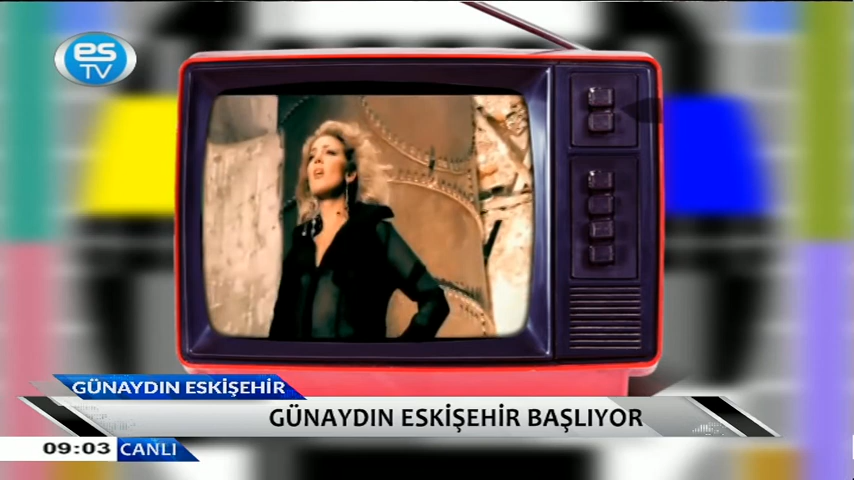 es
TV
GÜNAYDIN ESKİŞEHİR
GÜNAYDIN ESKİŞEHİR BAŞLIYOR
09:03 CANLI